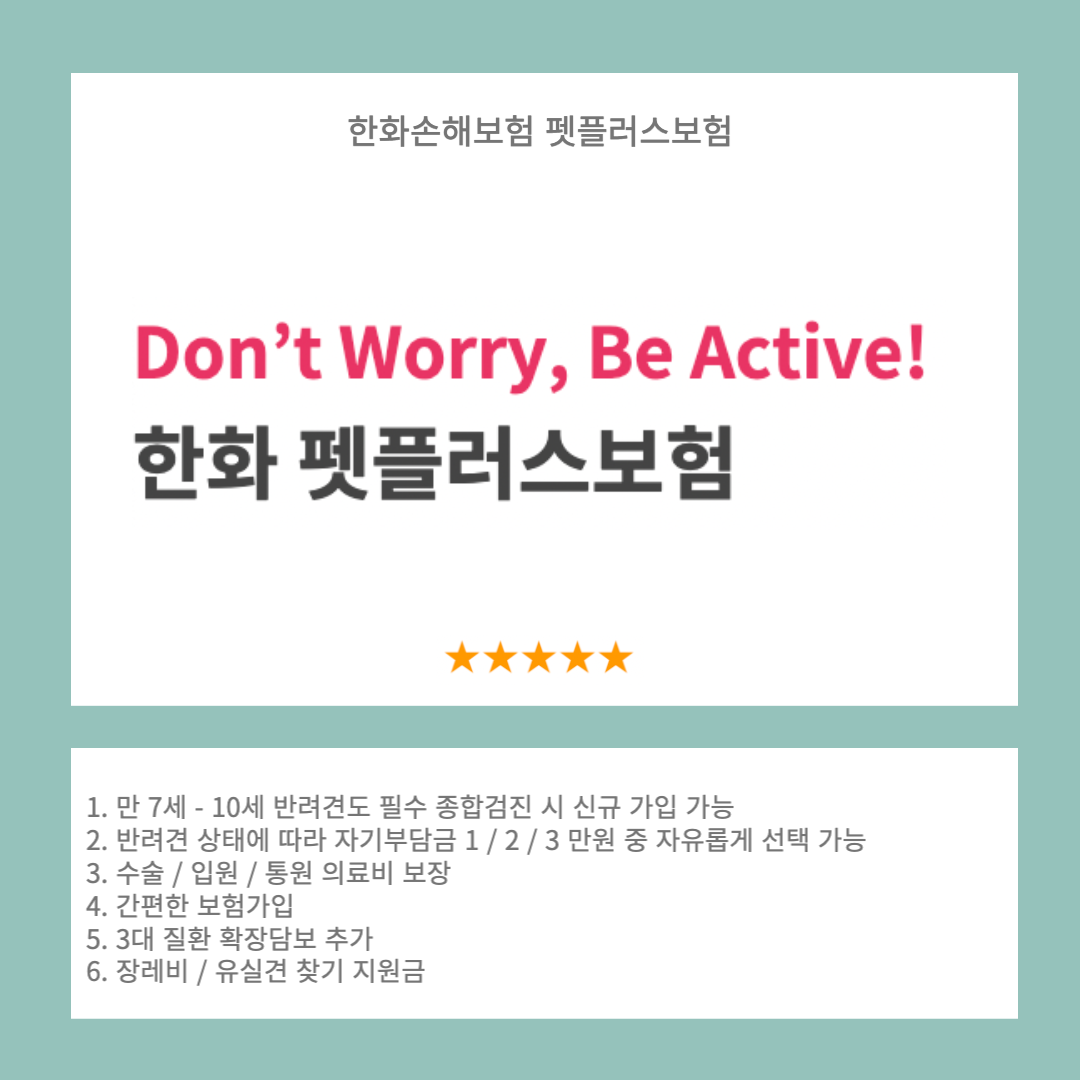 한화손해보험 펫플러스보험
Don’t Worry, Be Active!
한화 펫플러스보험
★★★★★
1. 만 7세 - 10세 반려견도 필수 종합검진 시 신규 가입 가능
2. 반려견 상태에 따라 자기부담금 1 / 2 / 3 만원 중 자유롭게 선택 가능
3. 수술 / 입원 / 통원 의료비 보장
4. 간편한 보험가입
5. 3대 질환 확장담보 추가
6. 장레비 / 유실견 찾기 지원금